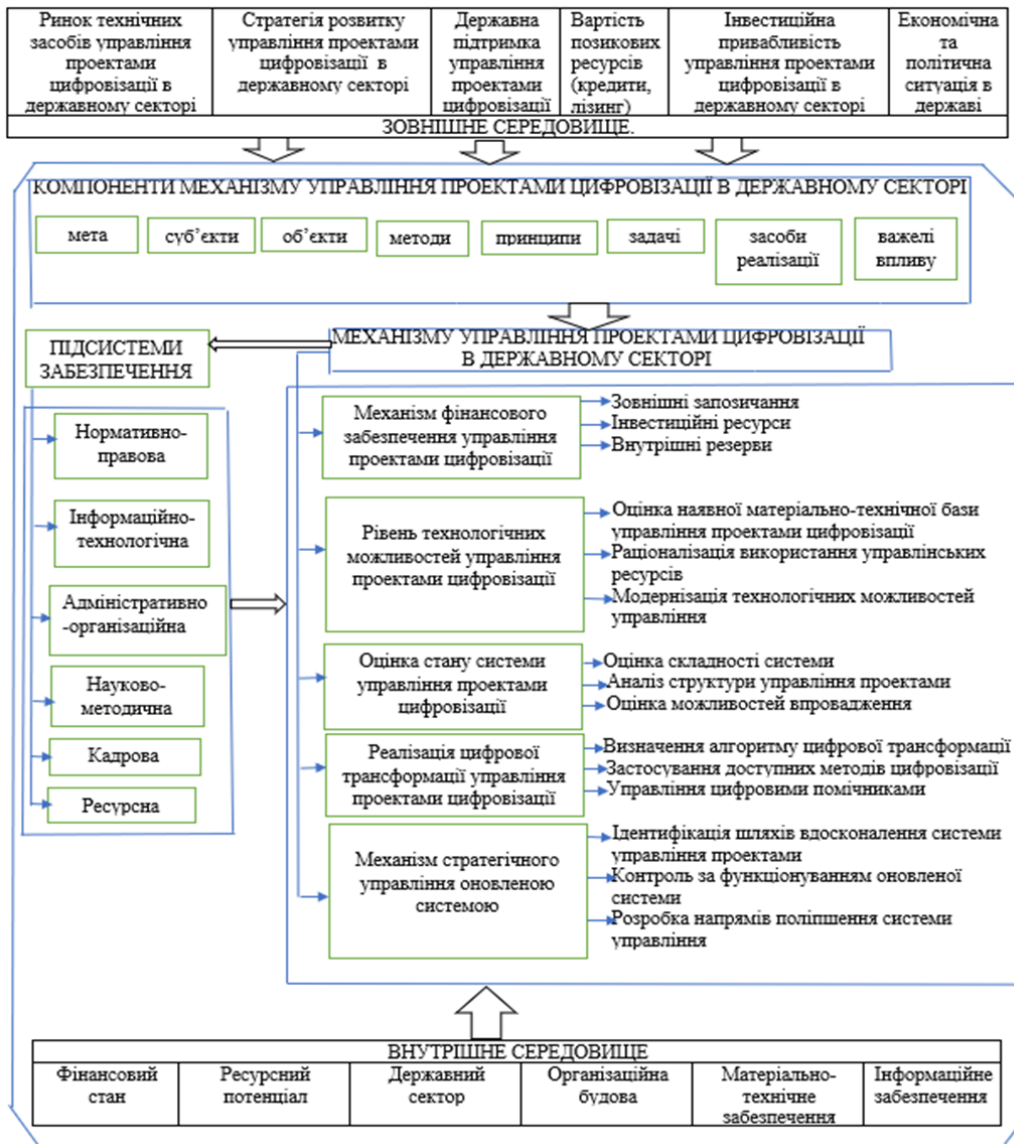 Ринок технічних
засобів управління
проектами
цифровізації в
державному секторі
Стратегія розвитку
управління проектами
цифровізації в
державному секторі
Державна
підтримка
управління
проектами
цифровізації
Вартість
позикових
ресурсів
(кредити,
лізинг)
Інвестиційна
привабливість
управління проектами
цифровізації в
державному секторі
Економічна
та
політична
ситуація в
державі
ЗОВНІШНЕ СЕРЕДОВИЩЕ.
КОМПОНЕНТИ МЕХАНІЗМУ УПРАВЛІННЯ ПРОЕКТАМИ ЦИФРОВІЗАЦІЇ В ДЕРЖАВНОМУ СЕКТОРІ
мета
суб’єкти
об’єкти
методи
принципи
задачі
засоби
реалізації
важелі
впливу
МЕХАНІЗМУ УПРАВЛІННЯ ПРОЕКТАМИ ЦИФРОВІЗАЦІЇ
В ДЕРЖАВНОМУ СЕКТОРІ
ПІДСИСТЕМИ
ЗАБЕЗПЕЧЕННЯ
Нормативно-
правова
Інформаційно-
технологічна
Адміністративно
-організаційна
Науково-
методична
Кадрова
Ресурсна
Механізм фінансового
забезпечення управління
проектами цифровізації
Зовнішні запозичання
Інвестиційні ресурси
Внутрішні резерви
Рівень технологічних
можливостей управління
проектами цифровізації
Оцінка наявної матеріально-технічної бази
управління проектами цифровізації
Раціоналізація використання управлінських
ресурсів
Модернізація технологічних можливостей
управління
Оцінка стану системи
управління проектами
цифровізації
Оцінка складності системи
Аналіз структури управління проектами
Оцінка можливостей впровадження
Реалізація цифрової
трансформації управління
проектами цифровізації
Визначення алгоритму цифрової трансформації
Застосування доступних методів цифровізації
Управління цифровими помічниками
Механізм стратегічного
управління оновленою
системою
Ідентифікація шляхів вдосконалення системи
управління проектами
Контроль за функціонуванням оновленої
системи
Розробка напрямів поліпшення системи
управління
ВНУТРІШНЕ СЕРЕДОВИЩЕ
Фінансовий
стан
Ресурсний
потенціал
Державний
сектор
Організаційна
будова
Матеріально-
технічне
забезпечення
Інформаційне
забезпечення